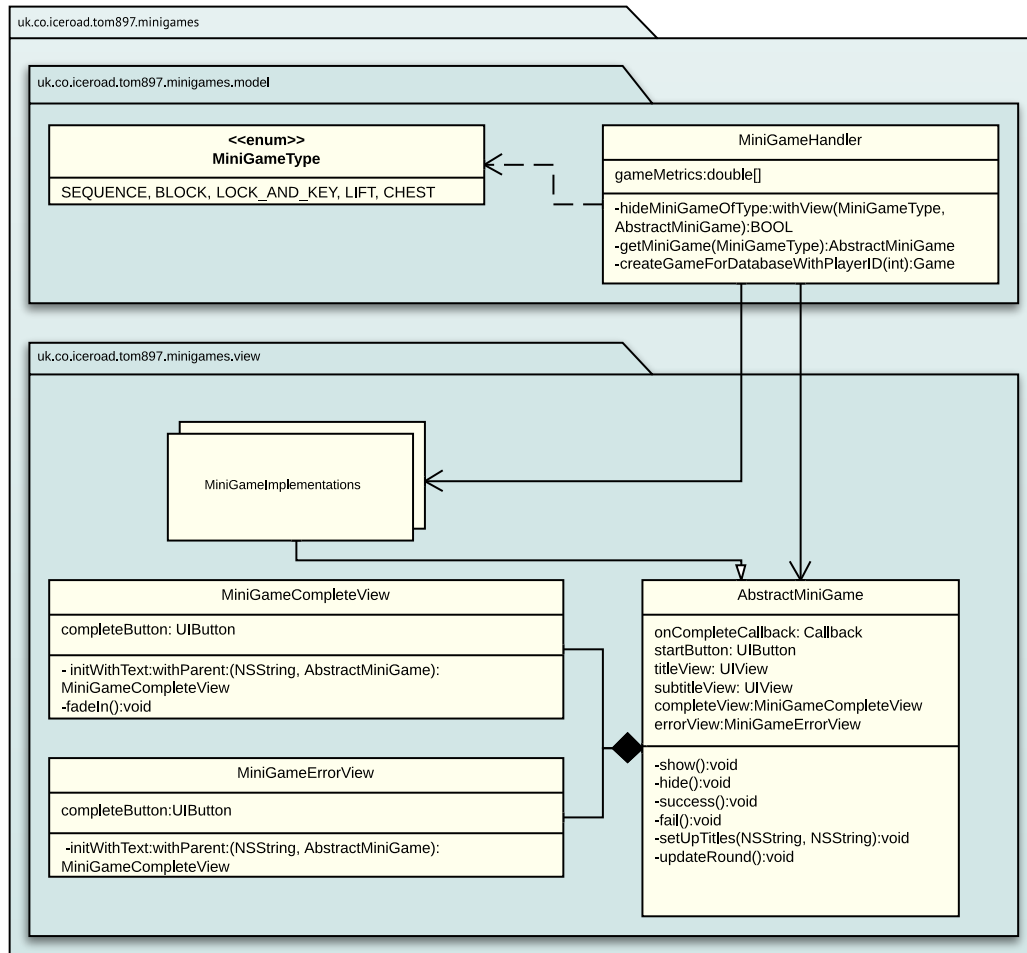 uk.co.iceroad.tom897.minigames
uk.co.iceroad.tom897.minigames.model
<<enum>>
MiniGameType
SEQUENCE, BLOCK, LOCK_AND_KEY, LIFT, CHEST
MiniGameHandler
gameMetrics:double[]
-hideMiniGameOfType:withView(MiniGameType,
AbstractMiniGame):BOOL
-getMiniGame(MiniGameType):AbstractMiniGame
-createGameForDatabaseWithPlayerID(int):Game
uk.co.iceroad.tom897.minigames.view
MiniGameImplementations
MiniGameCompleteView
completeButton: UIButton
- initWithText:withParent:(NSString, AbstractMiniGame):
MiniGameCompleteView
-fadeIn():void
MiniGameErrorView
completeButton:UIButton
-initWithText:withParent:(NSString, AbstractMiniGame):
MiniGameCompleteView
AbstractMiniGame
onCompleteCallback: Callback
startButton: UIButton
titleView: UIView
subtitleView: UIView
completeView:MiniGameCompleteView
errorView:MiniGameErrorView
-show():void
-hide():void
-success():void
-fail():void
-setUpTitles(NSString, NSString):void
-updateRound():void